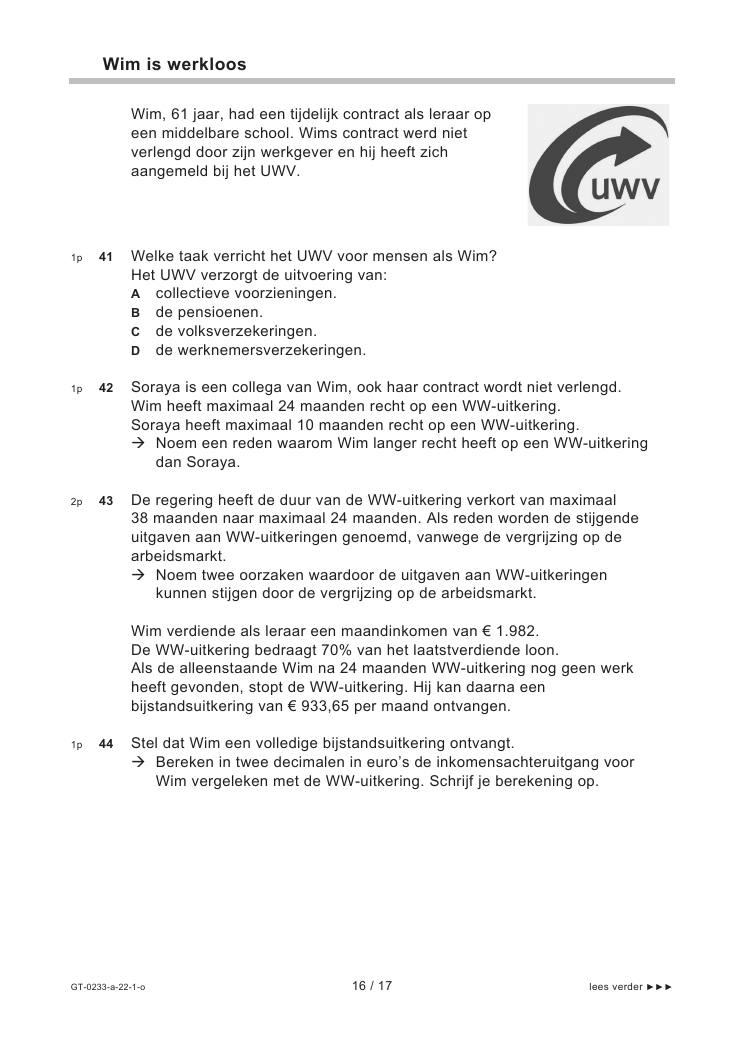 Wim is werkloos
Wim, 61 jaar, had een tijdelijk contract als leraar op
een middelbare school. Wims contract werd niet
verlengd door zijn werkgever en hij heeft zich
aangemeld bij het UWV.
uwv
1p 41 Welke taak verricht het UWV voor mensen als Wim?
Het UWV verzorgt de uitvoering van:
A collectieve voorzieningen.
B de pensioenen.
C de volksverzekeringen.
D de werknemersverzekeringen.
1p 42 Soraya is een collega van Wim, ook haar contract wordt niet verlengd.
Wim heeft maximaal 24 maanden recht op een WW-uitkering.
Soraya heeft maximaal 10 maanden recht op een WW-uitkering.
→ Noem een reden waarom Wim langer recht heeft op een WW-uitkering
dan Soraya.
2p 43 De regering heeft de duur van de WW-uitkering verkort van maximaal
38 maanden naar maximaal 24 maanden. Als reden worden de stijgende
uitgaven aan WW-uitkeringen genoemd, vanwege de vergrijzing op de
arbeidsmarkt.
→ Noem twee oorzaken waardoor de uitgaven aan WW-uitkeringen
kunnen stijgen door de vergrijzing op de arbeidsmarkt.
Wim verdiende als leraar een maandinkomen van € 1.982.
De WW-uitkering bedraagt 70% van het laatstverdiende loon.
Als de alleenstaande Wim na 24 maanden WW-uitkering nog geen werk
heeft gevonden, stopt de WW-uitkering. Hij kan daarna een
bijstandsuitkering van € 933,65 per maand ontvangen.
1p 44 Stel dat Wim een volledige bijstandsuitkering ontvangt.
→ Bereken in twee decimalen in euro's de inkomensachteruitgang voor
Wim vergeleken met de WW-uitkering. Schrijf je berekening op.
GT-0233-a-22-1-o 16 / 17 lees verder ►►►